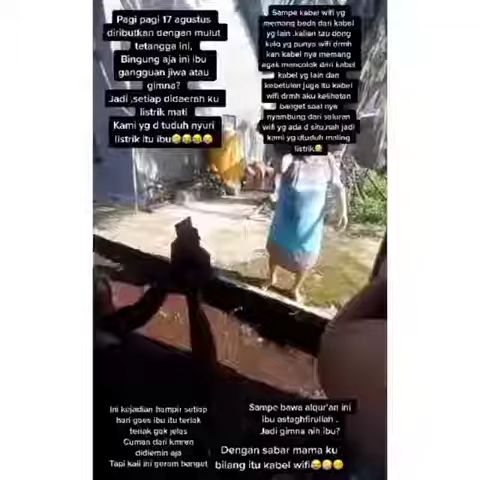 Pagi pagi 17 agustus
diributkan dengan mulut
tetangga ini,
Bingung aja ini ibu
gangguan jiwa atau
gimna?
Jadi ,setiap didaerah ku
listrik mati
Kami yg d tuduh nyuri
listrik itu ibu😂😂😂😂
Sampe kabel wifi yg
memang beda dari kabel
yg lain .kalian tau dong
kalo yg punya wifi drmh
kan kabel nya memang
agak mencolok dari kabel
kabel yg lain dan
kebetulan juga itu kabel
wifi drmh aku kelihatan
banget saat nya
nyambung dari saluran
wifi yg ada d situ,nah jadi
kami yg dtuduh maling
listrik😂
Ini kejadian hampir setiap
hari gaes ibu itu teriak
teriak gak jelas
Cuman dari kmren
didiemin aja
Tapi kali ini geram banget
Sampe bawa alqur'an ini
ibu astaghfirullah .
Jadi gimna nih ibu?
Dengan sabar mama ku
bilang itu kabel wifi